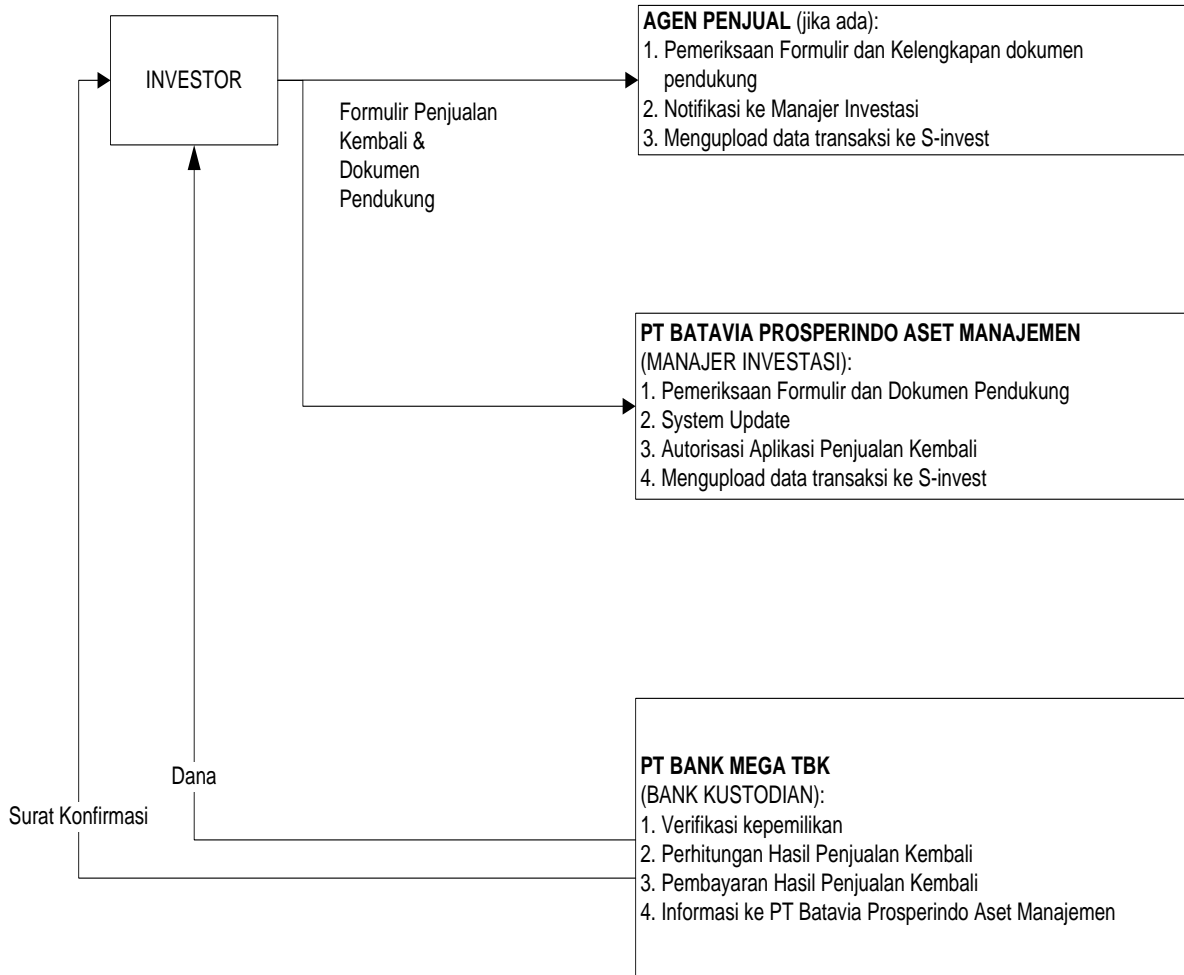 AGEN PENJUAL (jika ada):
1. Pemeriksaan Formulir dan Kelengkapan dokumen
pendukung
2. Notifikasi ke Manajer Investasi
3. Mengupload data transaksi ke S-invest
INVESTOR
Formulir Penjualan
Kembali &
Dokumen
Pendukung
PT BATAVIA PROSPERINDO ASET MANAJEMEN
(MANAJER INVESTASI):
1. Pemeriksaan Formulir dan Dokumen Pendukung
2. System Update
3. Autorisasi Aplikasi Penjualan Kembali
4. Mengupload data transaksi ke S-invest
Dana
Surat Konfirmasi
PT BANK MEGA TBK
(BANK KUSTODIAN):
1. Verifikasi kepemilikan
2. Perhitungan Hasil Penjualan Kembali
3. Pembayaran Hasil Penjualan Kembali
4. Informasi ke PT Batavia Prosperindo Aset Manajemen